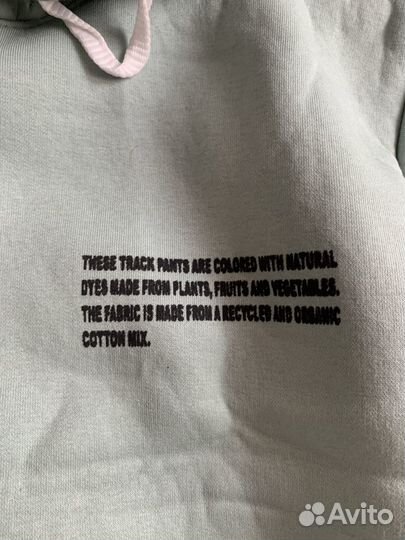 THESE TRACK PANTS ARE COLORED WITH NATURAL
DYES MADE FROM PLANTS, FRUITS AND VEGETABLES.
THE FABRIC IS MADE FROM A RECYCLED AND ORGANIC
COTTON MIX.
Avito